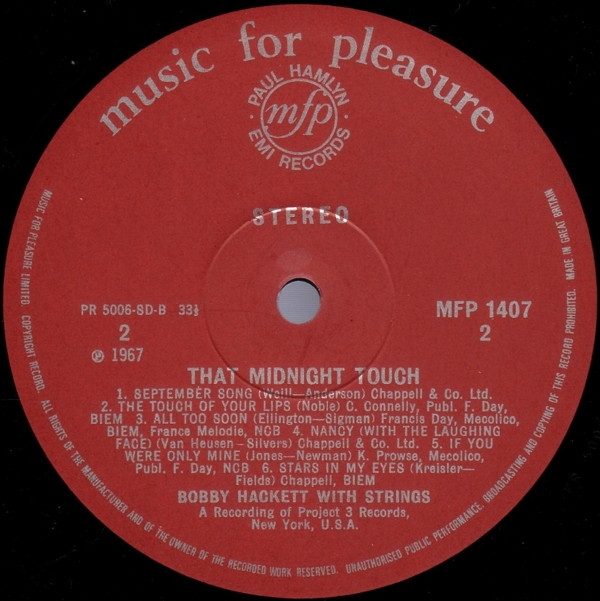 music for pleasure
PAUL HAMLYN
mfp
EMI RECORDS
STEREO
PR 5006-SD-B 33⅓
2
℗ 1967
MFP 1407
2
THAT MIDNIGHT TOUCH
1. SEPTEMBER SONG (Weill—Anderson) Chappell & Co. Ltd.
2. THE TOUCH OF YOUR LIPS (Noble) C. Connelly, Publ. F. Day,
BIEM 3. ALL TOO SOON (Ellington—Sigman) Francis Day, Mecolico,
BIEM, France Melodie, NCB 4. NANCY (WITH THE LAUGHING
FACE) (Van Heusen—Silvers) Chappell & Co. Ltd. 5. IF YOU
WERE ONLY MINE (Jones—Newman) K. Prowse, Mecolico,
Publ. F. Day, NCB 6. STARS IN MY EYES (Kreisler—
Fields) Chappell, BIEM
BOBBY HACKETT WITH STRINGS
A Recording of Project 3 Records,
New York, U.S.A.
MUSIC FOR PLEASURE LIMITED. COPYRIGHT RECORD. ALL RIGHTS OF THE MANUFACTURER AND OF THE OWNER OF THE RECORDED WORK RESERVED. UNAUTHORISED PUBLIC PERFORMANCE, BROADCASTING AND COPYING OF THIS RECORD PROHIBITED. MADE IN GREAT BRITAIN